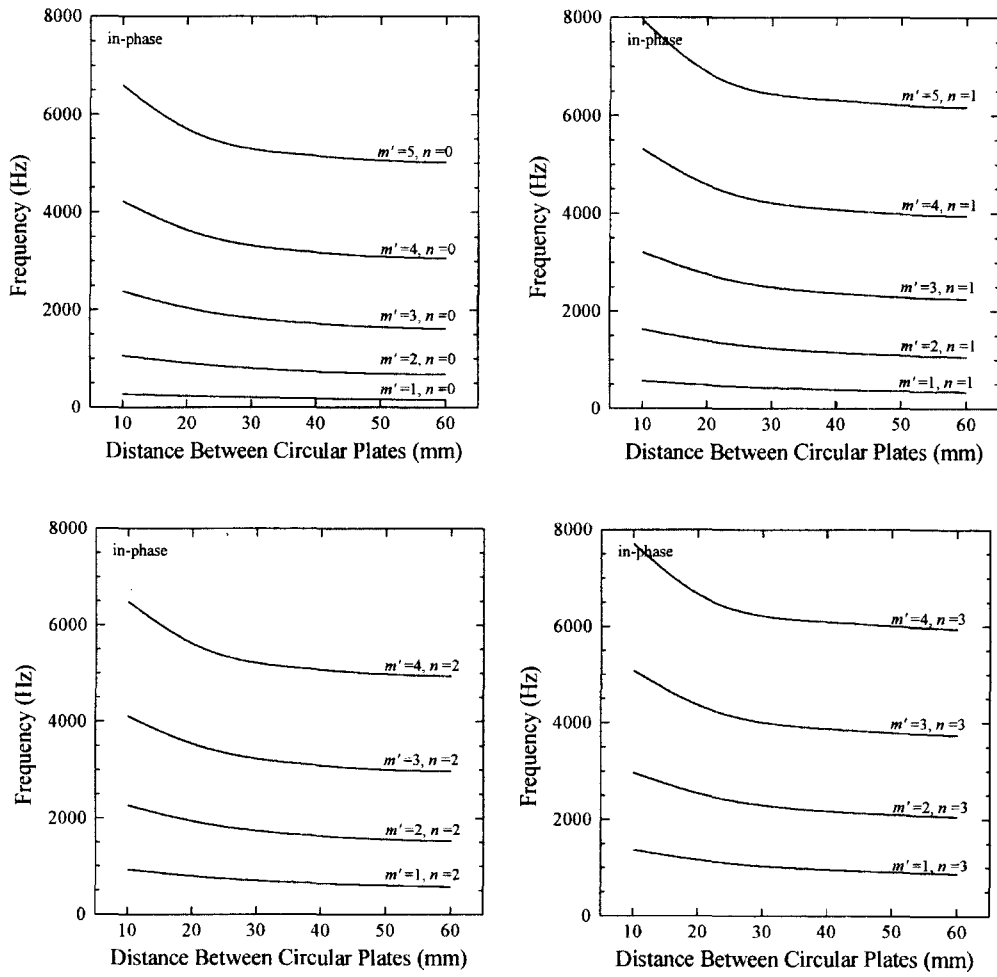 8000
in-phase
6000
m' =5, n =0
4000
m' =4, n =0
2000
m' =3, n =0
m' =2, n =0
m' =1, n =0
0
10 20 30 40 50 60
Frequency (Hz)
Distance Between Circular Plates (mm)
8000
in-phase
m' =5, n =1
6000
m' =4, n =1
4000
m' =3, n =1
2000
m' =2, n =1
m' =1, n =1
0
10 20 30 40 50 60
Frequency (Hz)
Distance Between Circular Plates (mm)
8000
in-phase
6000
m' =4, n =2
4000
m' =3, n =2
2000
m' =2, n =2
m' =1, n =2
0
10 20 30 40 50 60
Frequency (Hz)
Distance Between Circular Plates (mm)
8000
in-phase
m' =4, n =3
6000
4000
m' =3, n =3
m' =2, n =3
2000
m' =1, n =3
0
10 20 30 40 50 60
Frequency (Hz)
Distance Between Circular Plates (mm)